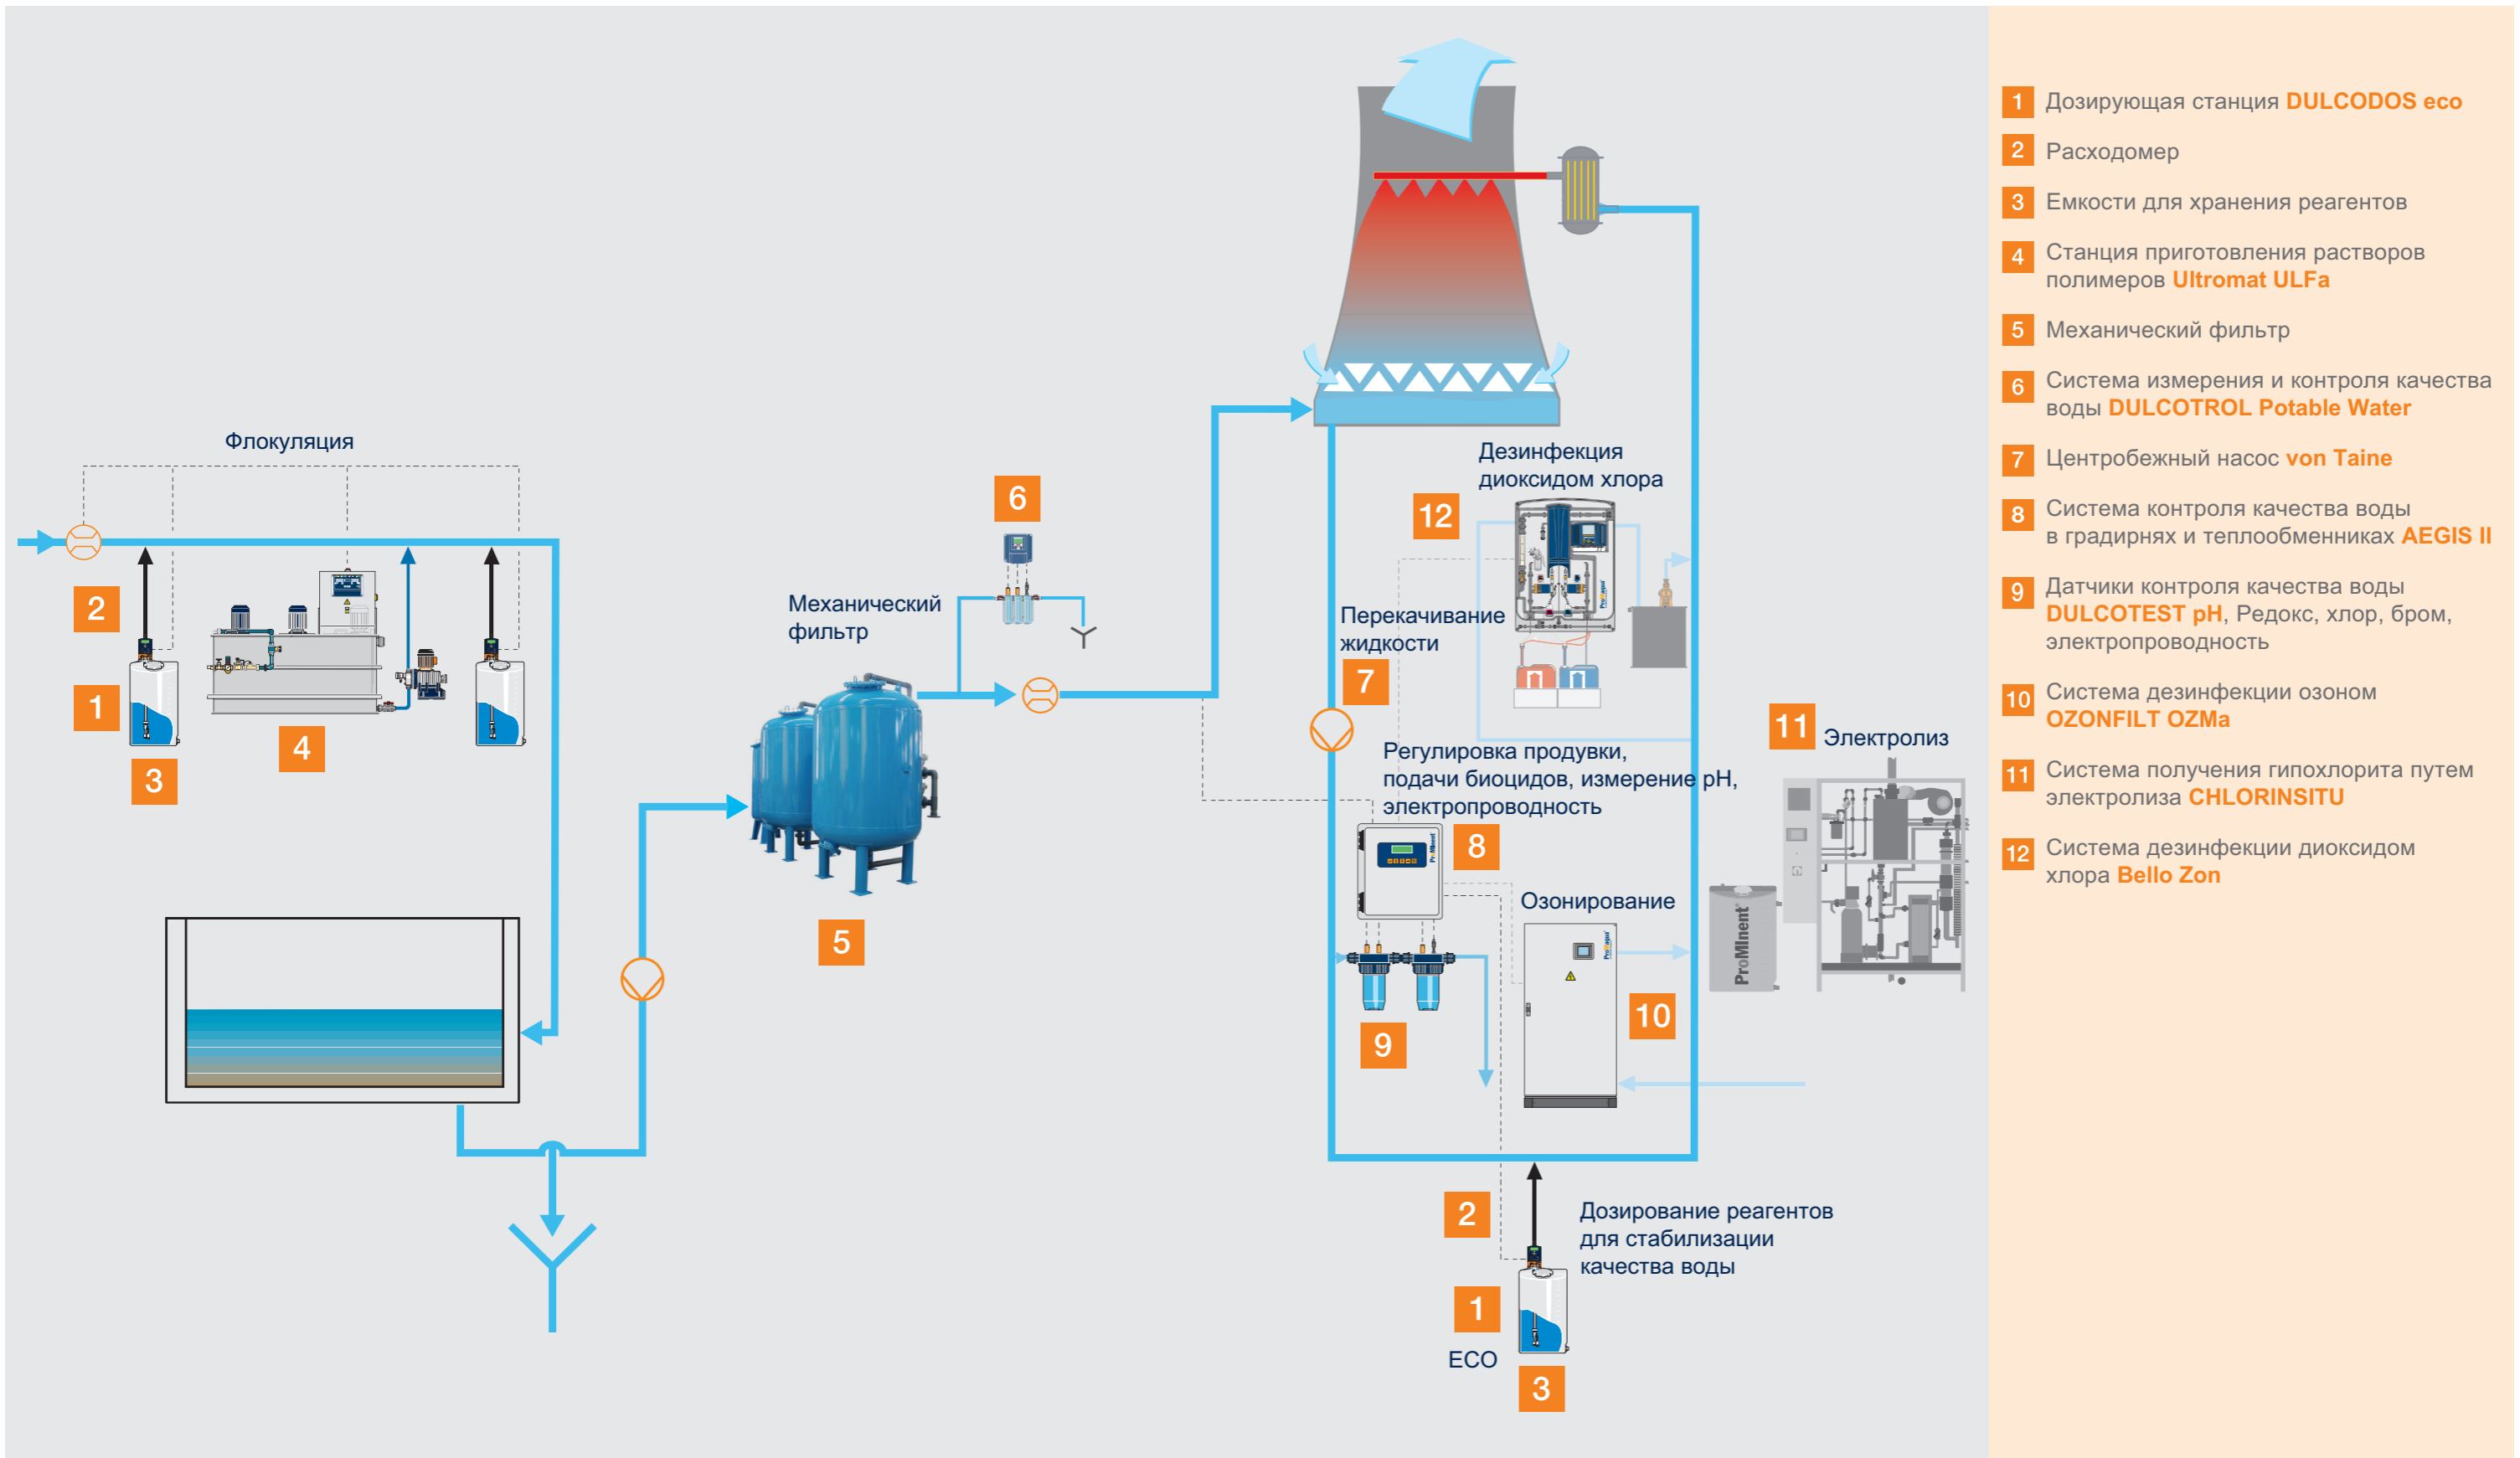 Флокуляция
2
1
3
4
Механический
фильтр
5
6
Дезинфекция
диоксидом хлора
12
ProMaqua
Перекачивание
жидкости
7
11
Электролиз
Регулировка продувки,
подачи биоцидов, измерение pH,
электропроводность
8
ProMinent
9
Озонирование
ProMaqua
10
ProMinent
2
Дозирование реагентов
для стабилизации
качества воды
1
ECO
3
1 Дозирующая станция DULCODOS eco
2 Расходомер
3 Емкости для хранения реагентов
4 Станция приготовления растворов
полимеров Ultromat ULFa
5 Механический фильтр
6 Система измерения и контроля качества
воды DULCOTROL Potable Water
7 Центробежный насос von Taine
8 Система контроля качества воды
в градирнях и теплообменниках AEGIS II
9 Датчики контроля качества воды
DULCOTEST pH, Редокс, хлор, бром,
электропроводность
10 Система дезинфекции озоном
OZONFILT OZMa
11 Система получения гипохлорита путем
электролиза CHLORINSITU
12 Система дезинфекции диоксидом
хлора Bello Zon